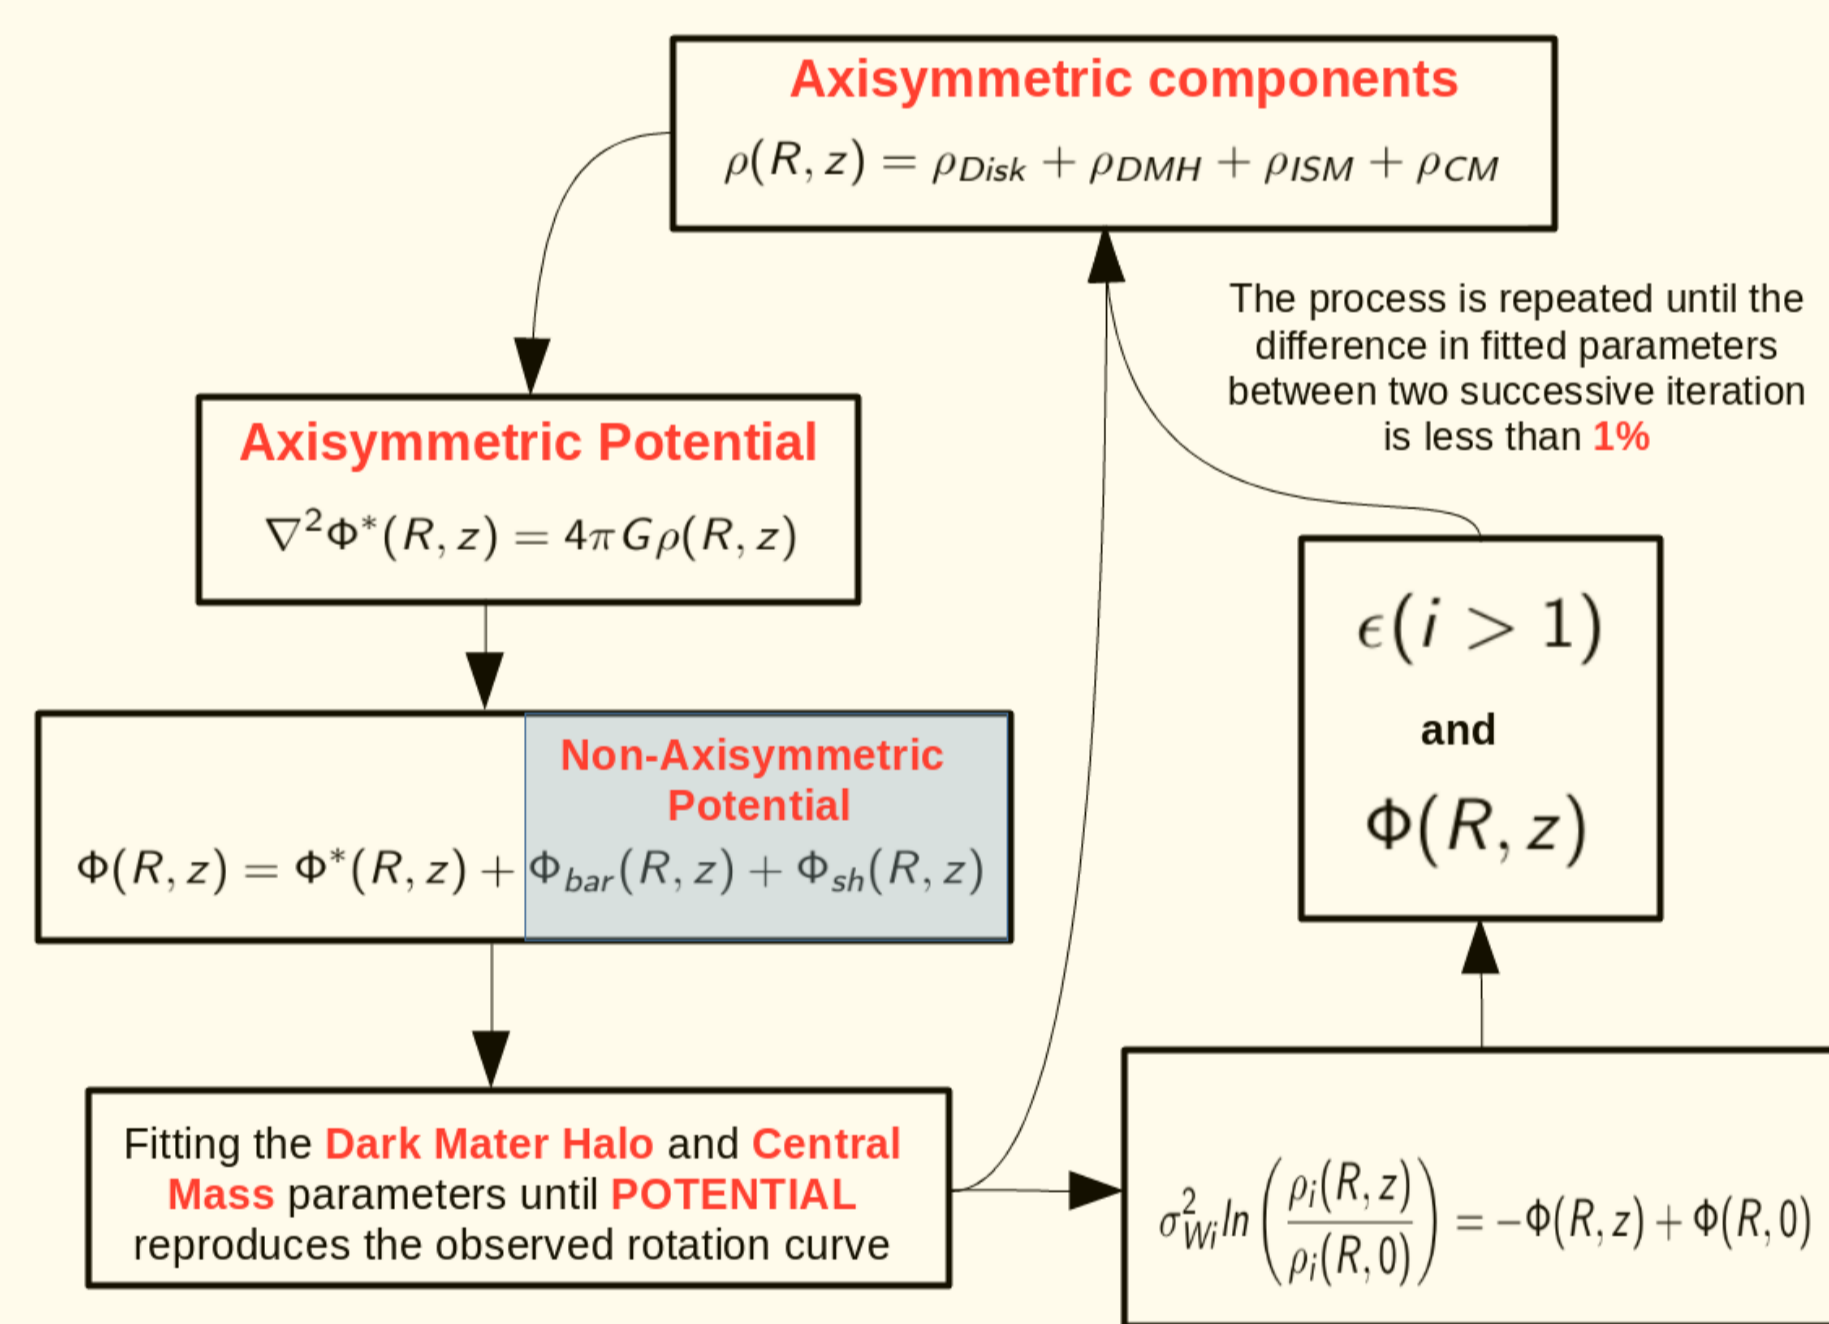 Axisymmetric components
ρ(R, z) = ρ_Disk + ρ_DMH + ρ_ISM + ρ_CM
The process is repeated until the
difference in fitted parameters
between two successive iteration
is less than 1%
Axisymmetric Potential
∇²Φ*(R, z) = 4πGρ(R, z)
Non-Axisymmetric
Potential
Φ(R, z) = Φ*(R, z) + Φ_bar(R, z) + Φ_sh(R, z)
Fitting the Dark Mater Halo and Central
Mass parameters until POTENTIAL
reproduces the observed rotation curve
σ²_Wi ln(ρ_i(R, z)/ρ_i(R, 0)) = −Φ(R, z) + Φ(R, 0)
ϵ(i > 1)
and
Φ(R, z)